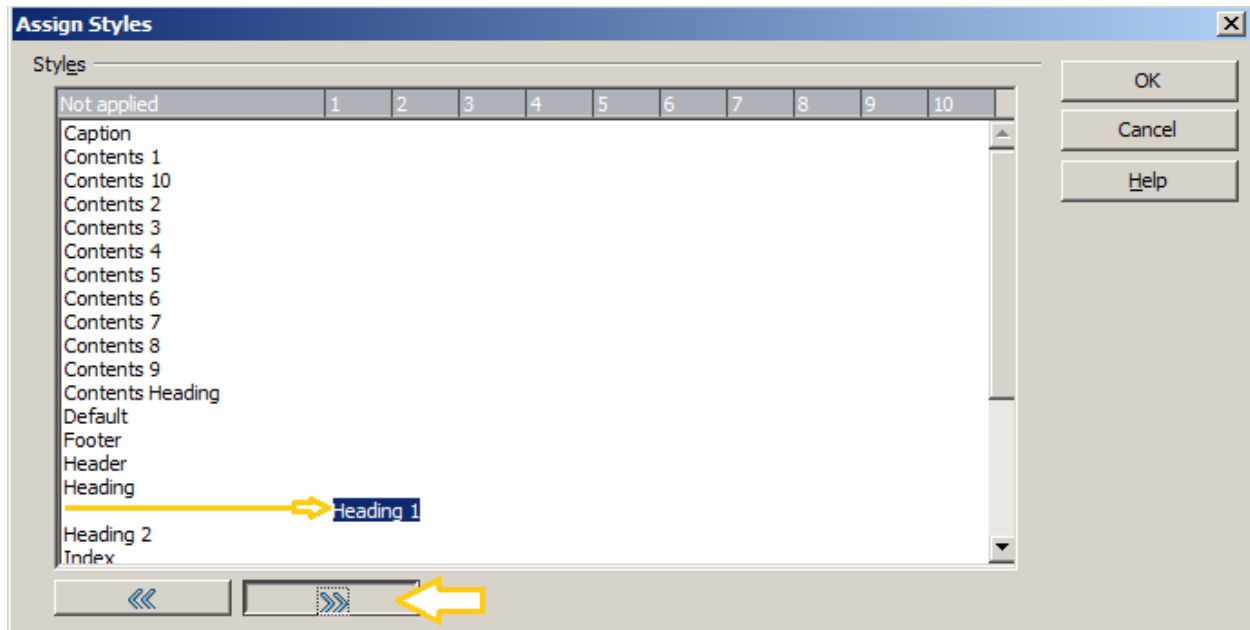 Assign Styles
Styles
OK
Not applied 1 2 3 4 5 6 7 8 9 10
Cancel
Caption
Contents 1
Contents 10
Help
Contents 2
Contents 3
Contents 4
Contents 5
Contents 6
Contents 7
Contents 8
Contents 9
Contents Heading
Default
Footer
Header
Heading
Heading 1
Heading 2
Index